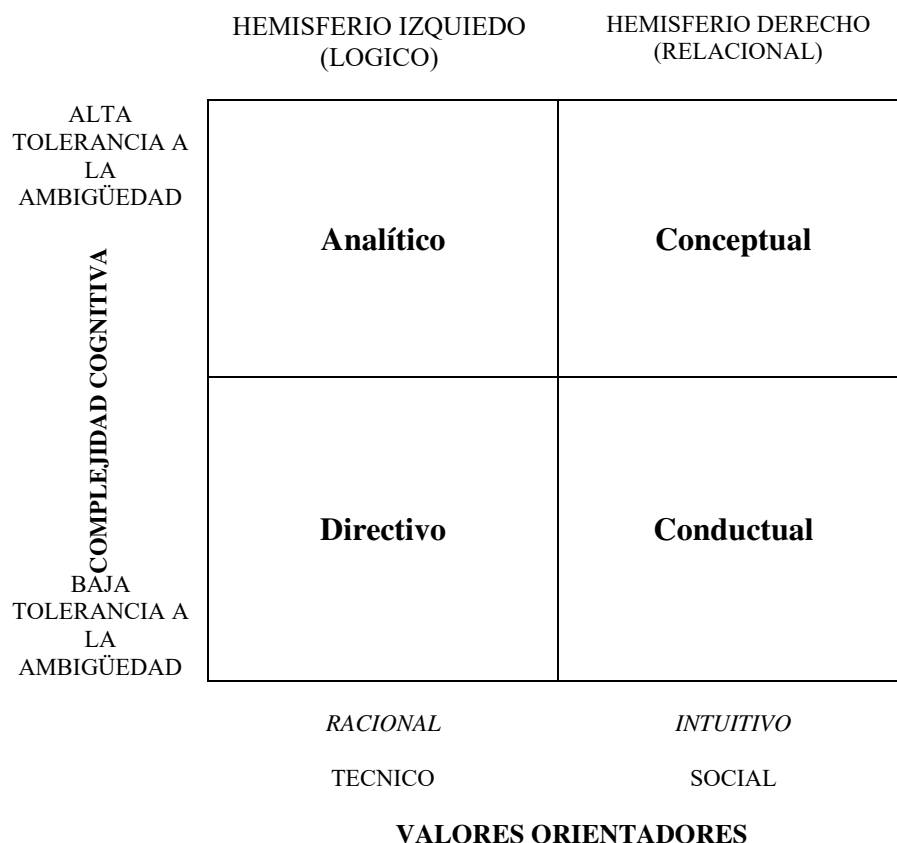 HEMISFERIO IZQUIEDO
(LOGICO)
HEMISFERIO DERECHO
(RELACIONAL)
ALTA
TOLERANCIA A
LA
AMBIGÜEDAD
Analítico
Conceptual
COMPLEJIDAD COGNITIVA
Directivo
Conductual
BAJA
TOLERANCIA A
LA
AMBIGÜEDAD
RACIONAL
INTUITIVO
TECNICO
SOCIAL
VALORES ORIENTADORES